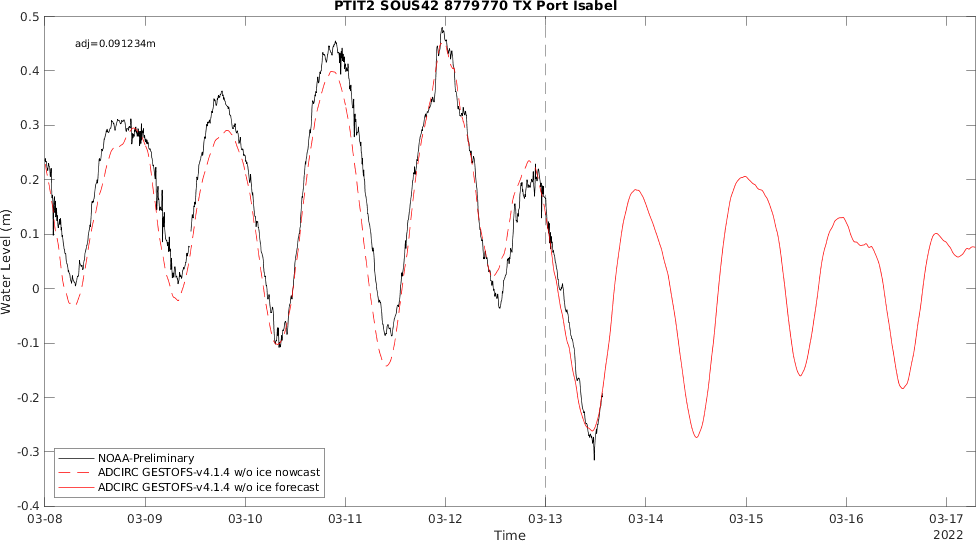 PTIT2 SOUS42 8779770 TX Port Isabel
adj=0.091234m
0.5
0.4
0.3
0.2
0.1
0
-0.1
-0.2
-0.3
-0.4
Water Level (m)
NOAA-Preliminary
ADCIRC GESTOFS-v4.1.4 w/o ice nowcast
ADCIRC GESTOFS-v4.1.4 w/o ice forecast
03-08 03-09 03-10 03-11 03-12 03-13 03-14 03-15 03-16 03-17
Time 2022